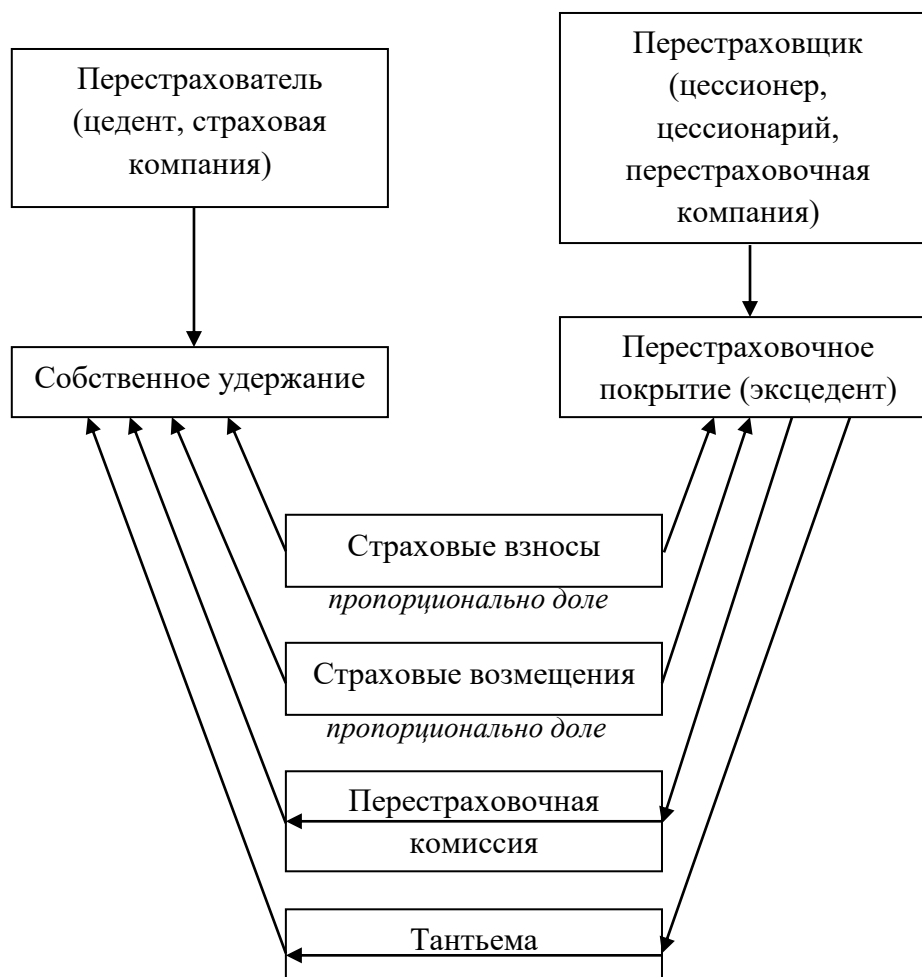 Перестрахователь
(цедент, страховая
компания)
Перестраховщик
(цессионер,
цессионарий,
перестраховочная
компания)
Собственное удержание
Перестраховочное
покрытие (эксцедент)
Страховые взносы
пропорционально доле
Страховые возмещения
пропорционально доле
Перестраховочная
комиссия
Тантьема